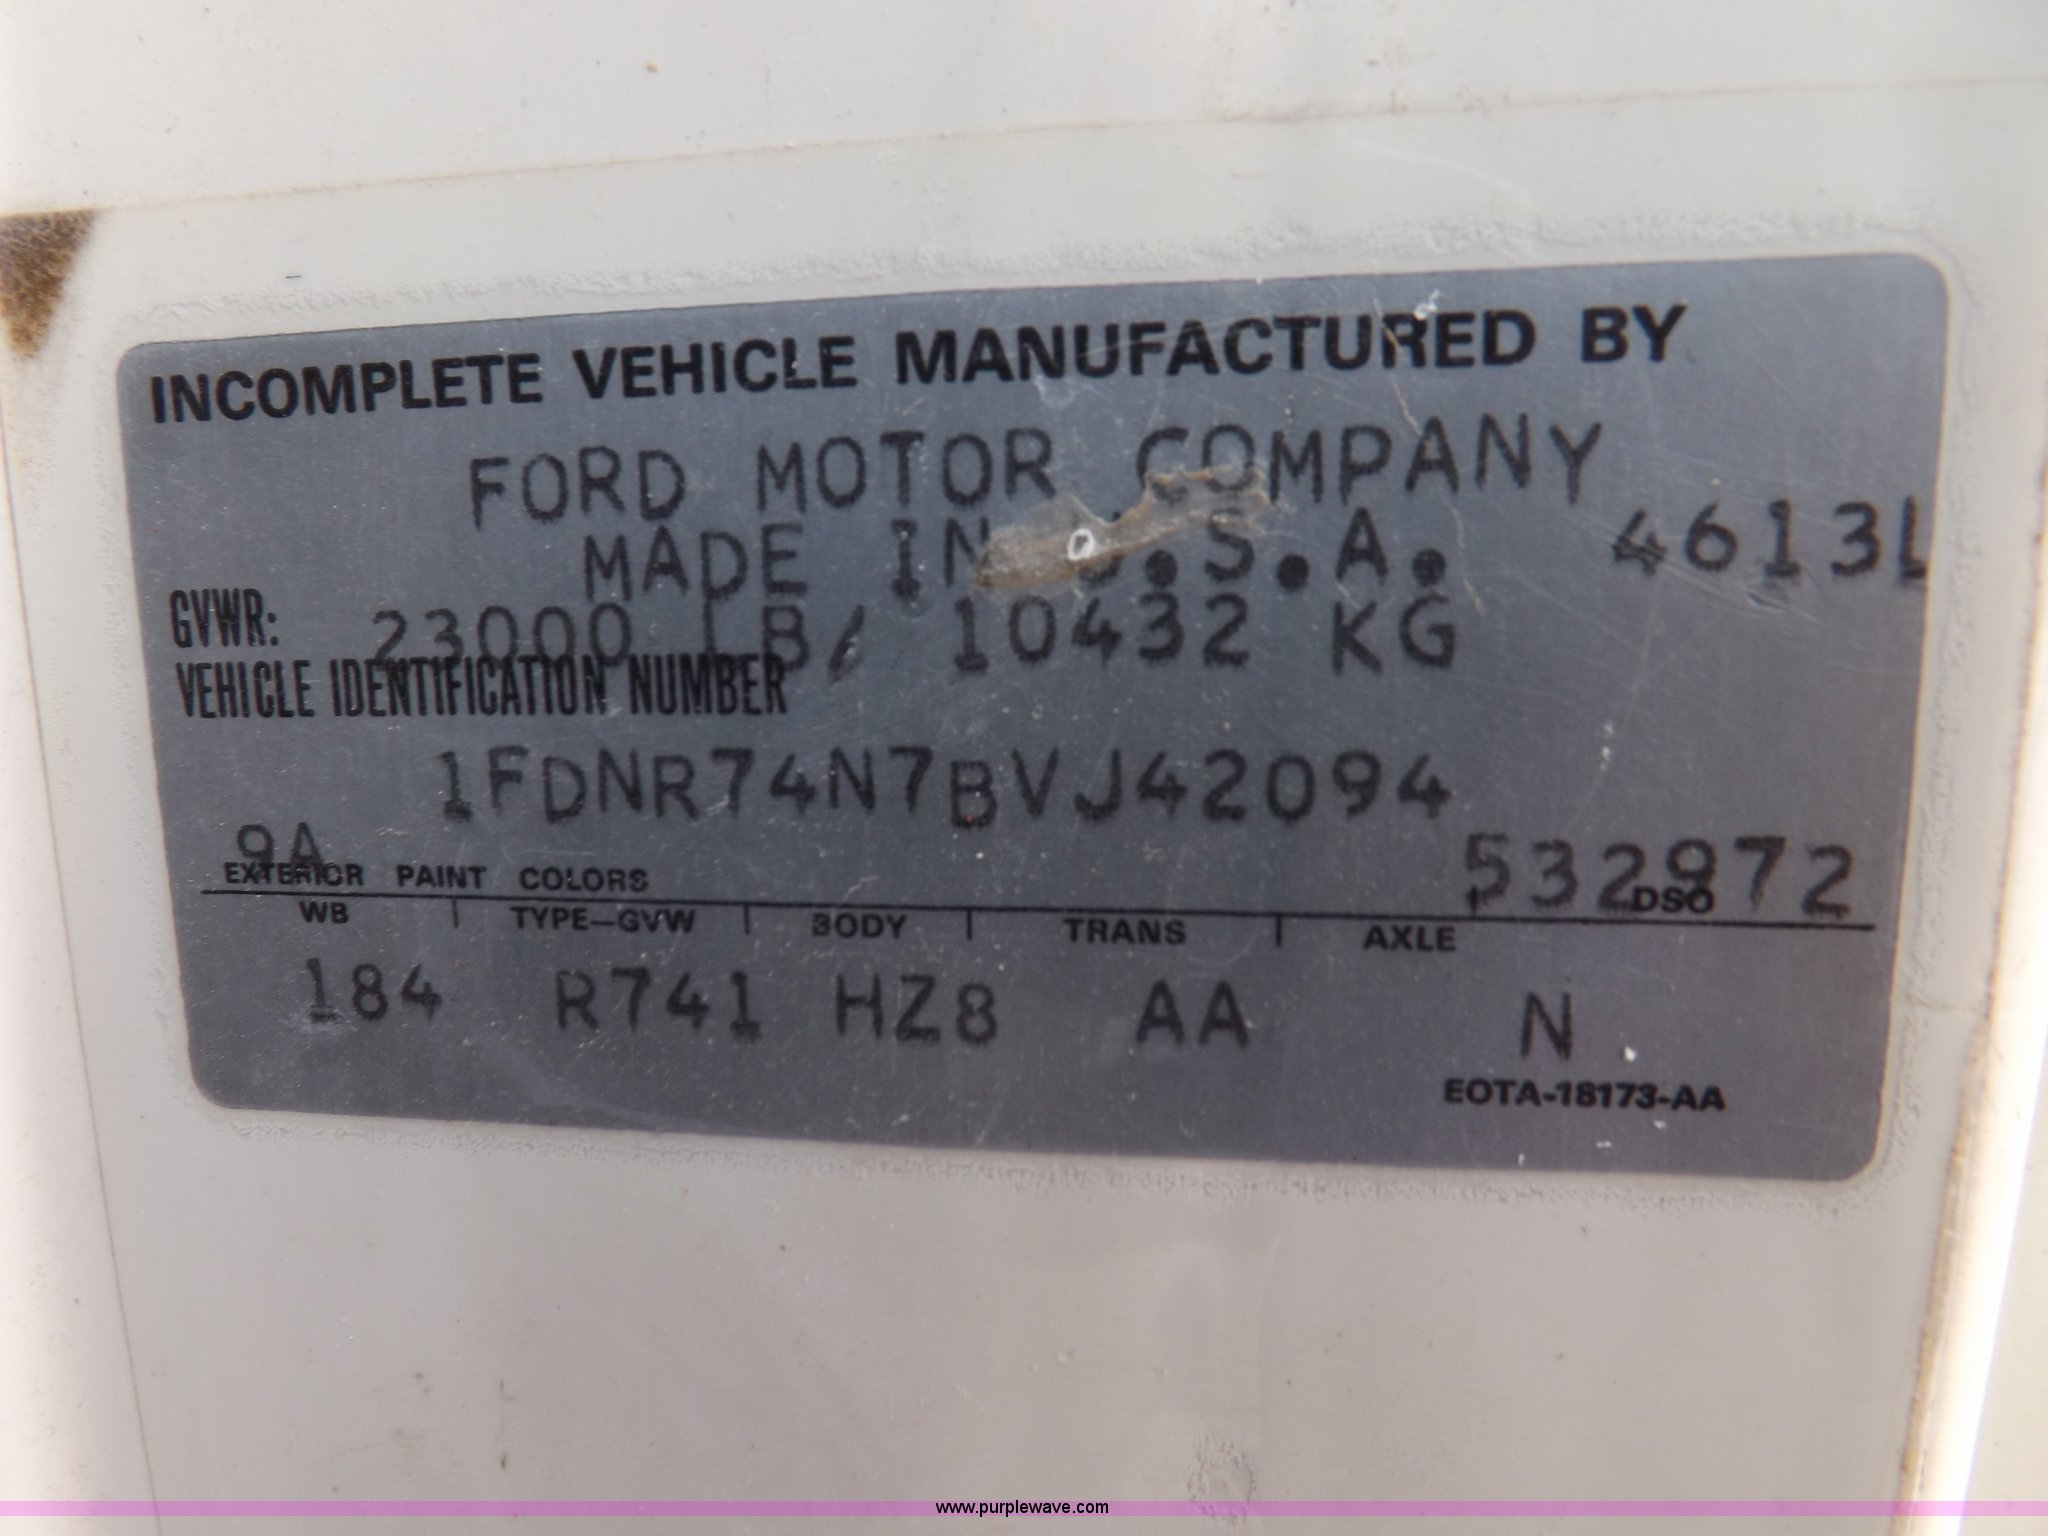 INCOMPLETE VEHICLE MANUFACTURED BY
FORD MOTOR COMPANY
MADE IN U.S.A. 4613L
GVWR: 23000 LB/ 10432 KG
VEHICLE IDENTIFICATION NUMBER
1FDNR74N7BVJ42094
9A 532972
EXTERIOR PAINT COLORS DSO
WB TYPE-GVW BODY TRANS AXLE
184 R741 HZ8 AA N
EOTA-18173-AA
www.purplewave.com